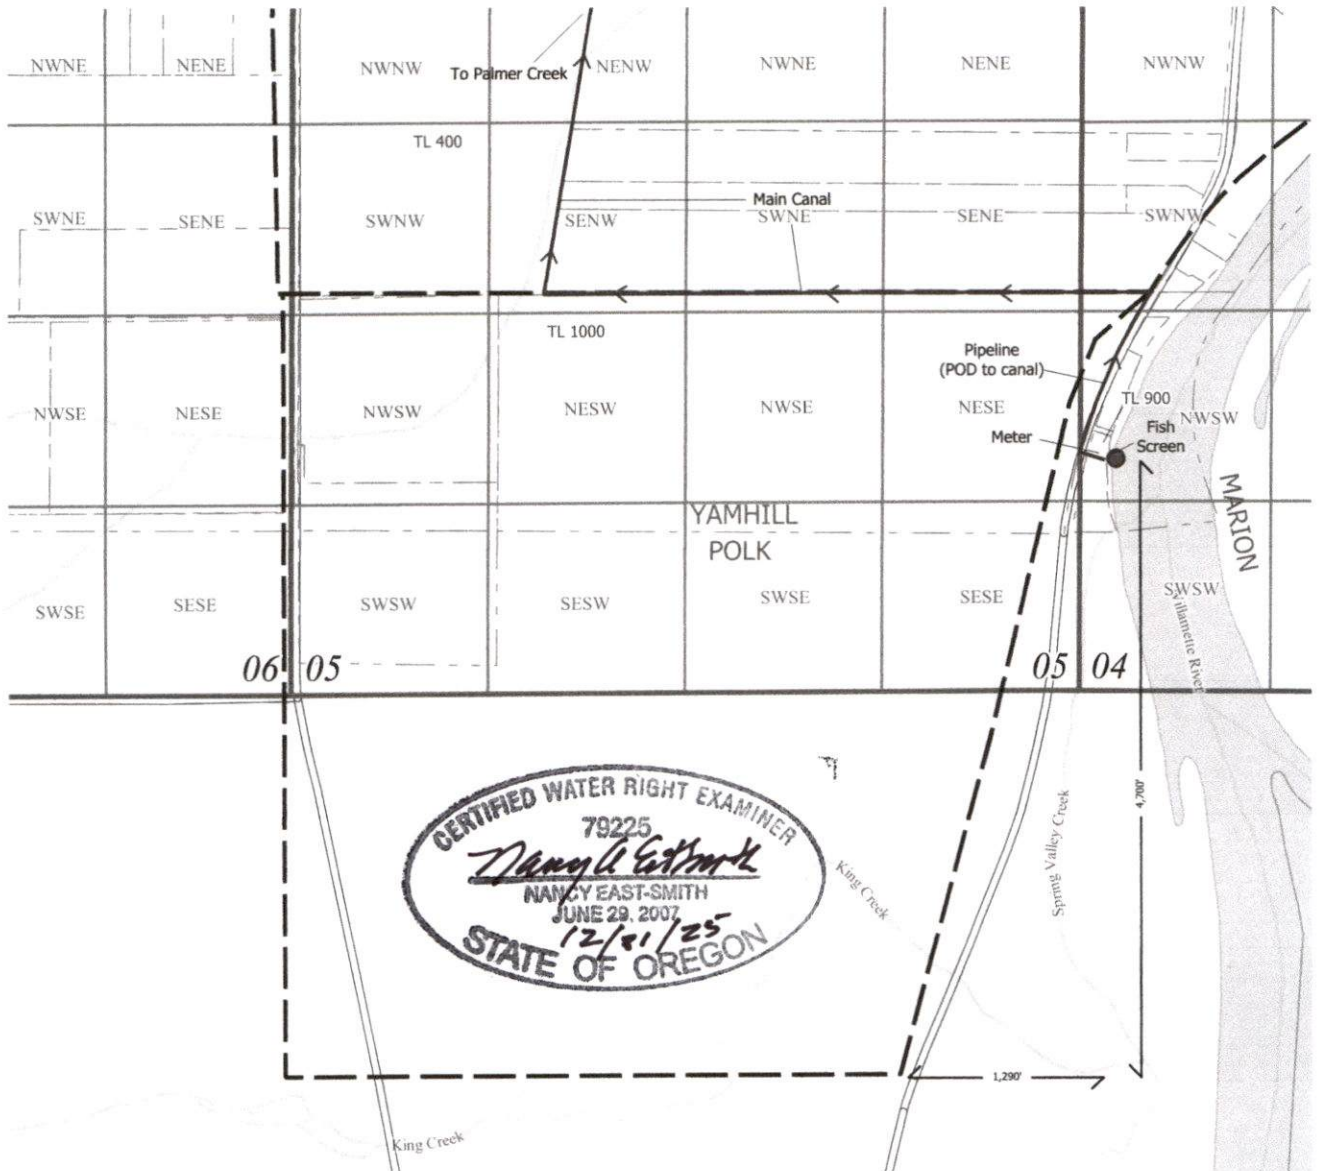 NWNE
NENE
NWNW
To Palmer Creek
NENW
NWNE
NENE
NWNW
TL 400
Main Canal
SWNE
SENE
SWNW
SENW
SWNE
SENE
SWNW
TL 1000
Pipeline
(POD to canal)
TL 900
NWSE
NESE
NWSW
NESW
NWSE
NESE
NWSW
Meter
Fish
Screen
MARION
YAMHILL
POLK
SWSE
SESE
SWSW
SESW
SWSE
SESE
SWSW
Willamette River
06
05
05
04
4,700'
CERTIFIED WATER RIGHT EXAMINER
79225
Nancy A East-Smith
NANCY EAST-SMITH
JUNE 29, 2007
12/31/25
STATE OF OREGON
King Creek
Spring Valley Creek
1,290'
King Creek